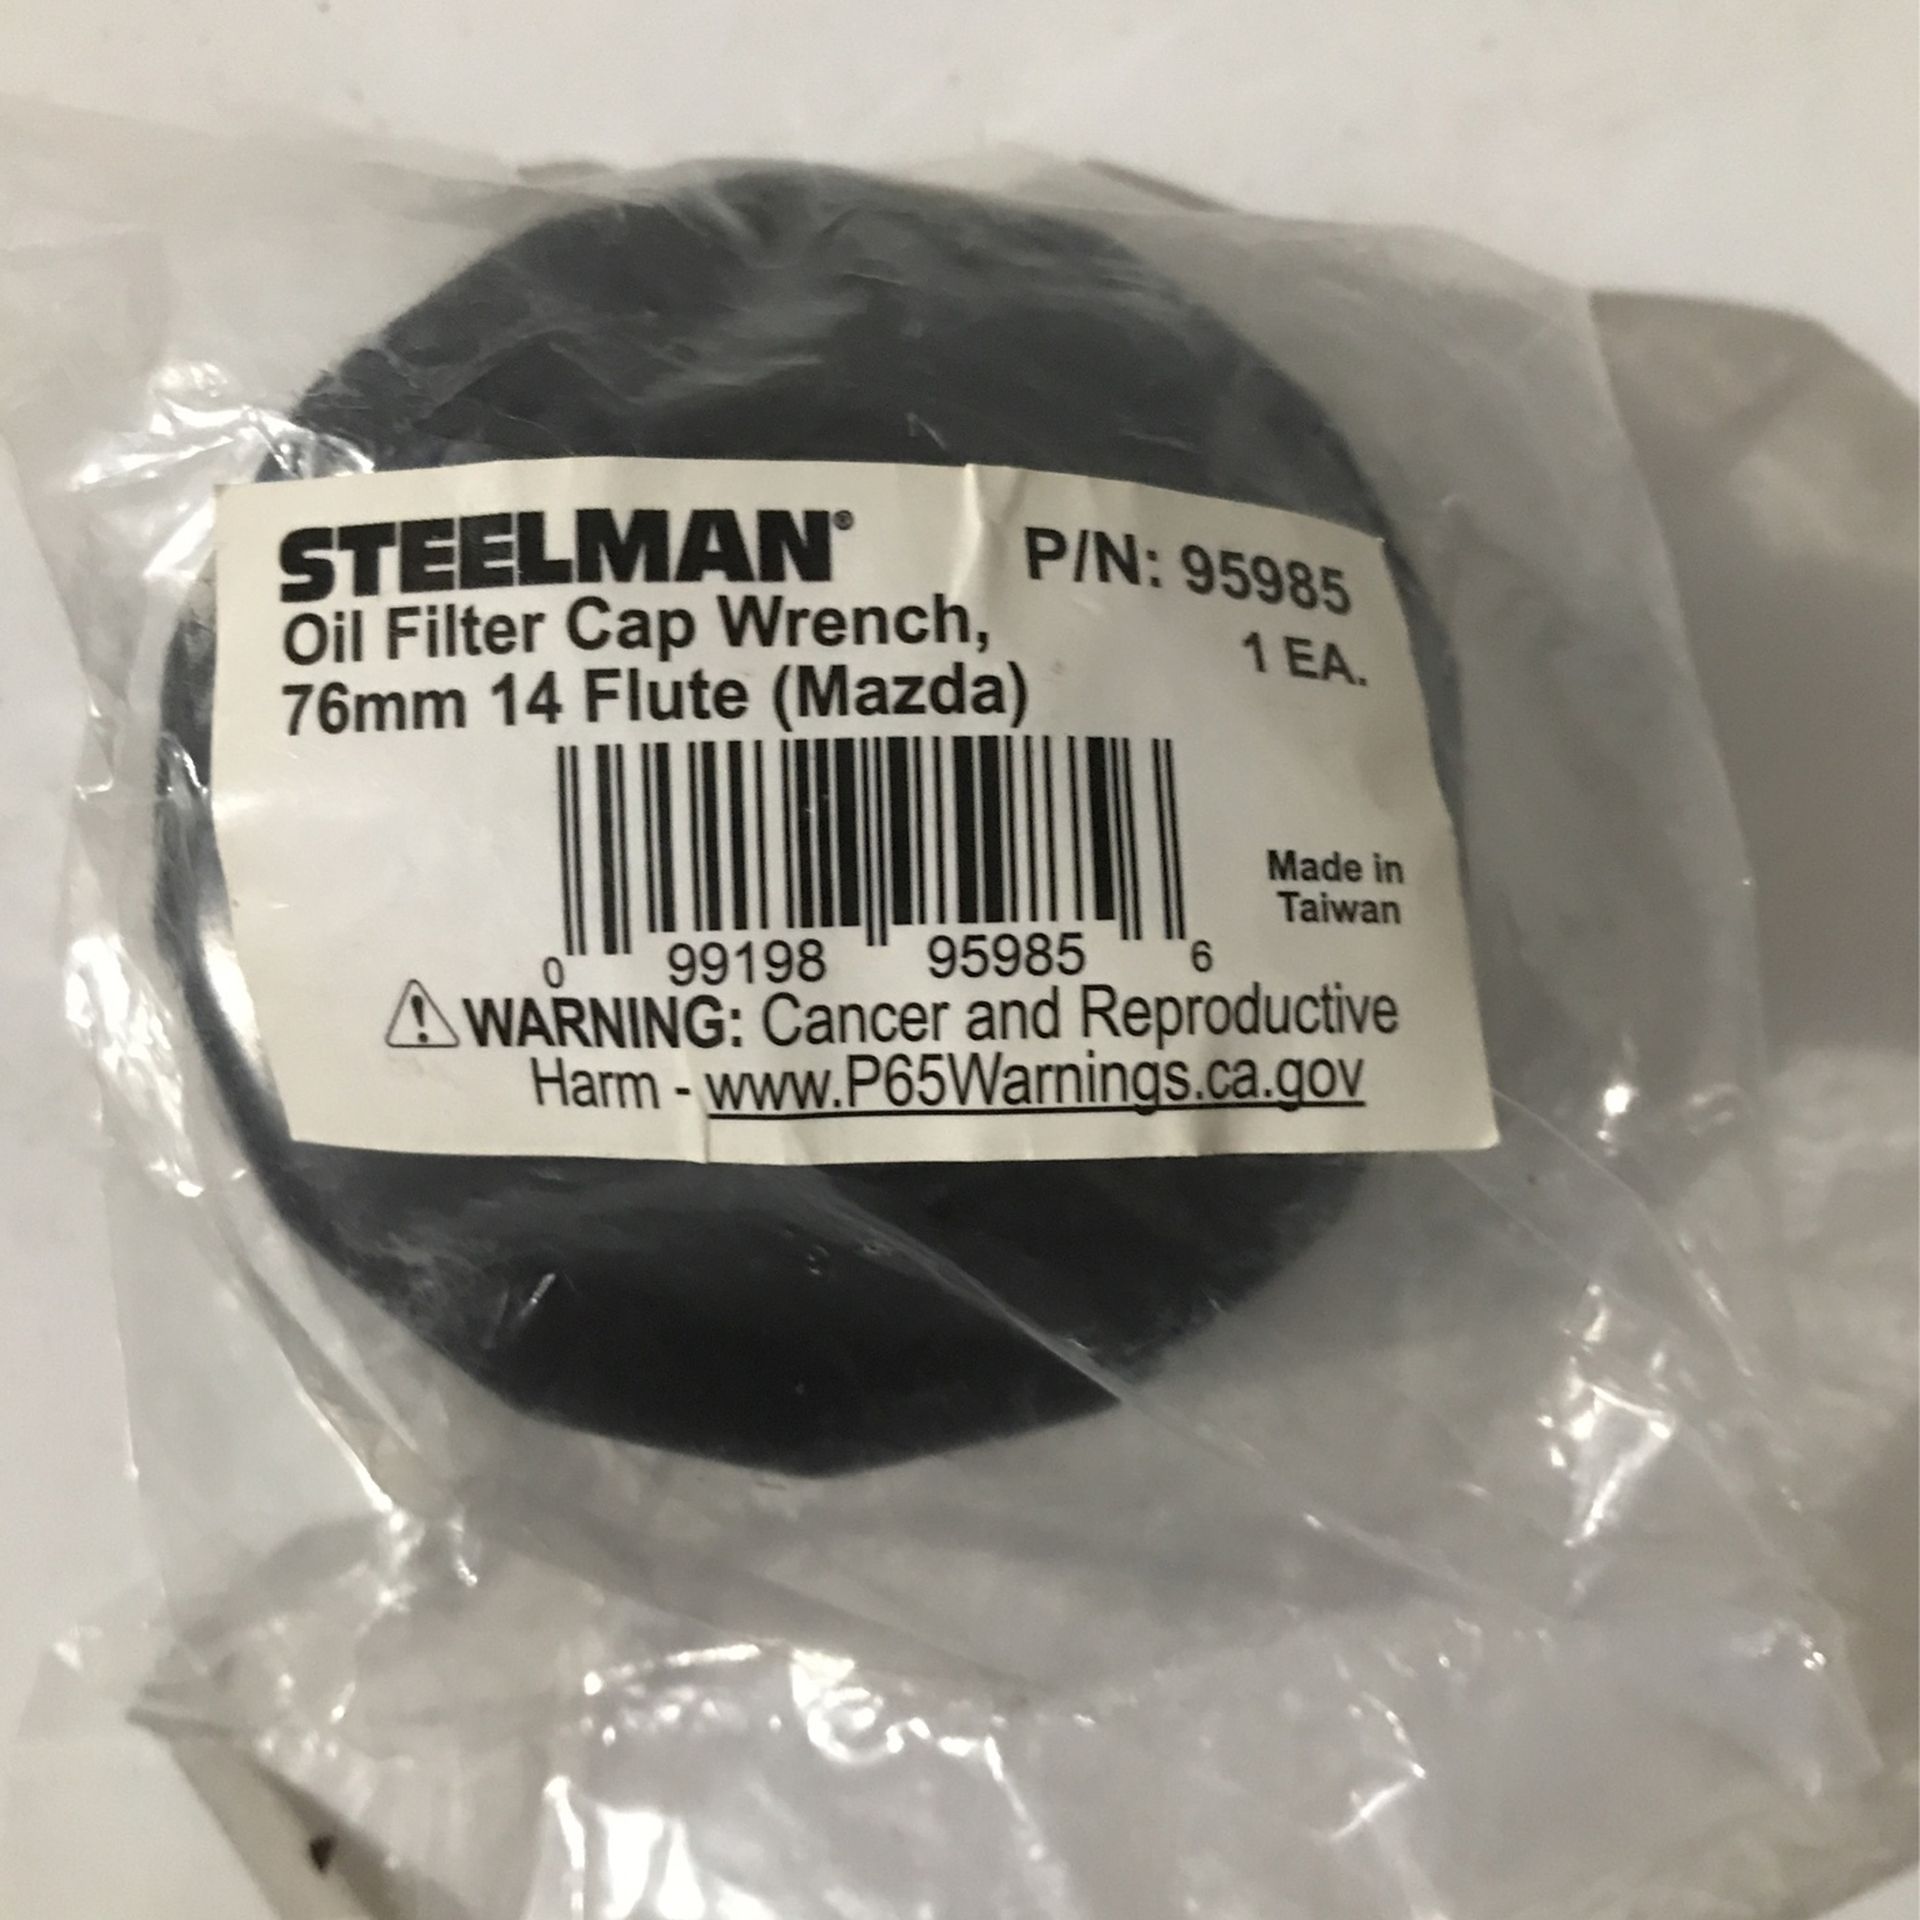 STEELMAN®
P/N: 95985
Oil Filter Cap Wrench,
1 EA.
76mm 14 Flute (Mazda)
Made in
Taiwan
0 99198 95985 6
⚠WARNING: Cancer and Reproductive
Harm - www.P65Warnings.ca.gov